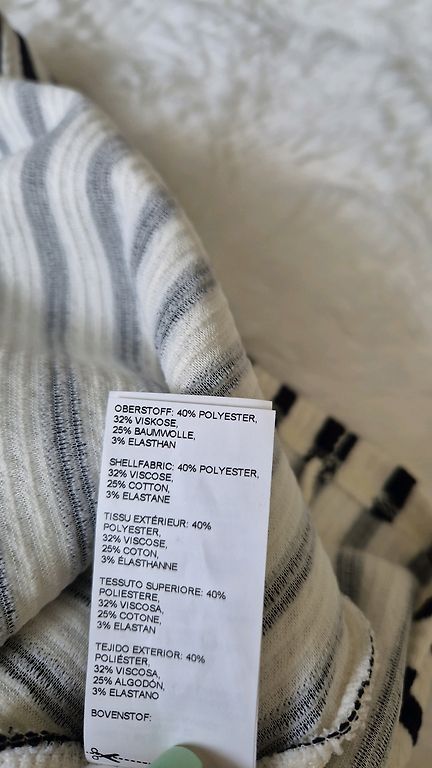 OBERSTOFF: 40% POLYESTER,
32% VISKOSE,
25% BAUMWOLLE,
3% ELASTHAN
SHELLFABRIC: 40% POLYESTER,
32% VISCOSE,
25% COTTON,
3% ELASTANE
TISSU EXTÉRIEUR: 40%
POLYESTER,
32% VISCOSE,
25% COTON,
3% ÉLASTHANNE
TESSUTO SUPERIORE: 40%
POLIESTERE,
32% VISCOSA,
25% COTONE,
3% ELASTAN
TEJIDO EXTERIOR: 40%
POLIÉSTER,
32% VISCOSA,
25% ALGODÓN,
3% ELASTANO
BOVENSTOF: